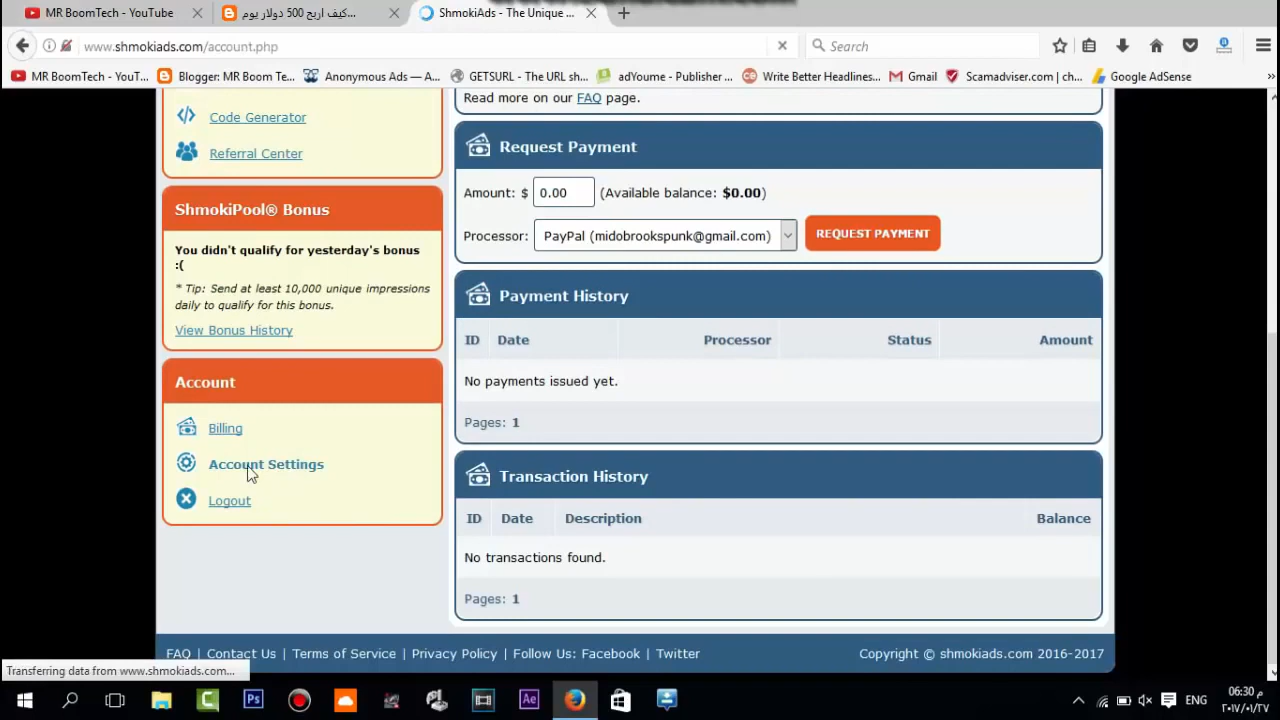 MR BoomTech - YouTube
كيف اربح 500 دولار يوم...
ShmokiAds - The Unique ...
www.shmokiads.com/account.php
Search
MR BoomTech - YouT...
Blogger: MR Boom Te...
Anonymous Ads — A...
GETSURL - The URL sh...
adYoume - Publisher ...
Write Better Headlines...
Gmail
Scamadviser.com | ch...
Google AdSense
Code Generator
Referral Center
ShmokiPool® Bonus
You didn't qualify for yesterday's bonus
:(
* Tip: Send at least 10,000 unique impressions
daily to qualify for this bonus.
View Bonus History
Account
Billing
Account Settings
Logout
Read more on our FAQ page.
Request Payment
Amount: $ 0.00 (Available balance: $0.00)
Processor: PayPal (midobrookspunk@gmail.com) REQUEST PAYMENT
Payment History
ID Date Processor Status Amount
No payments issued yet.
Pages: 1
Transaction History
ID Date Description Balance
No transactions found.
Pages: 1
FAQ | Contact Us | Terms of Service | Privacy Policy | Follow Us: Facebook | Twitter
Copyright © shmokiads.com 2016-2017
Transferring data from www.shmokiads.com...
ENG
06:30 م
٢٠١٧/٠١/٢٧